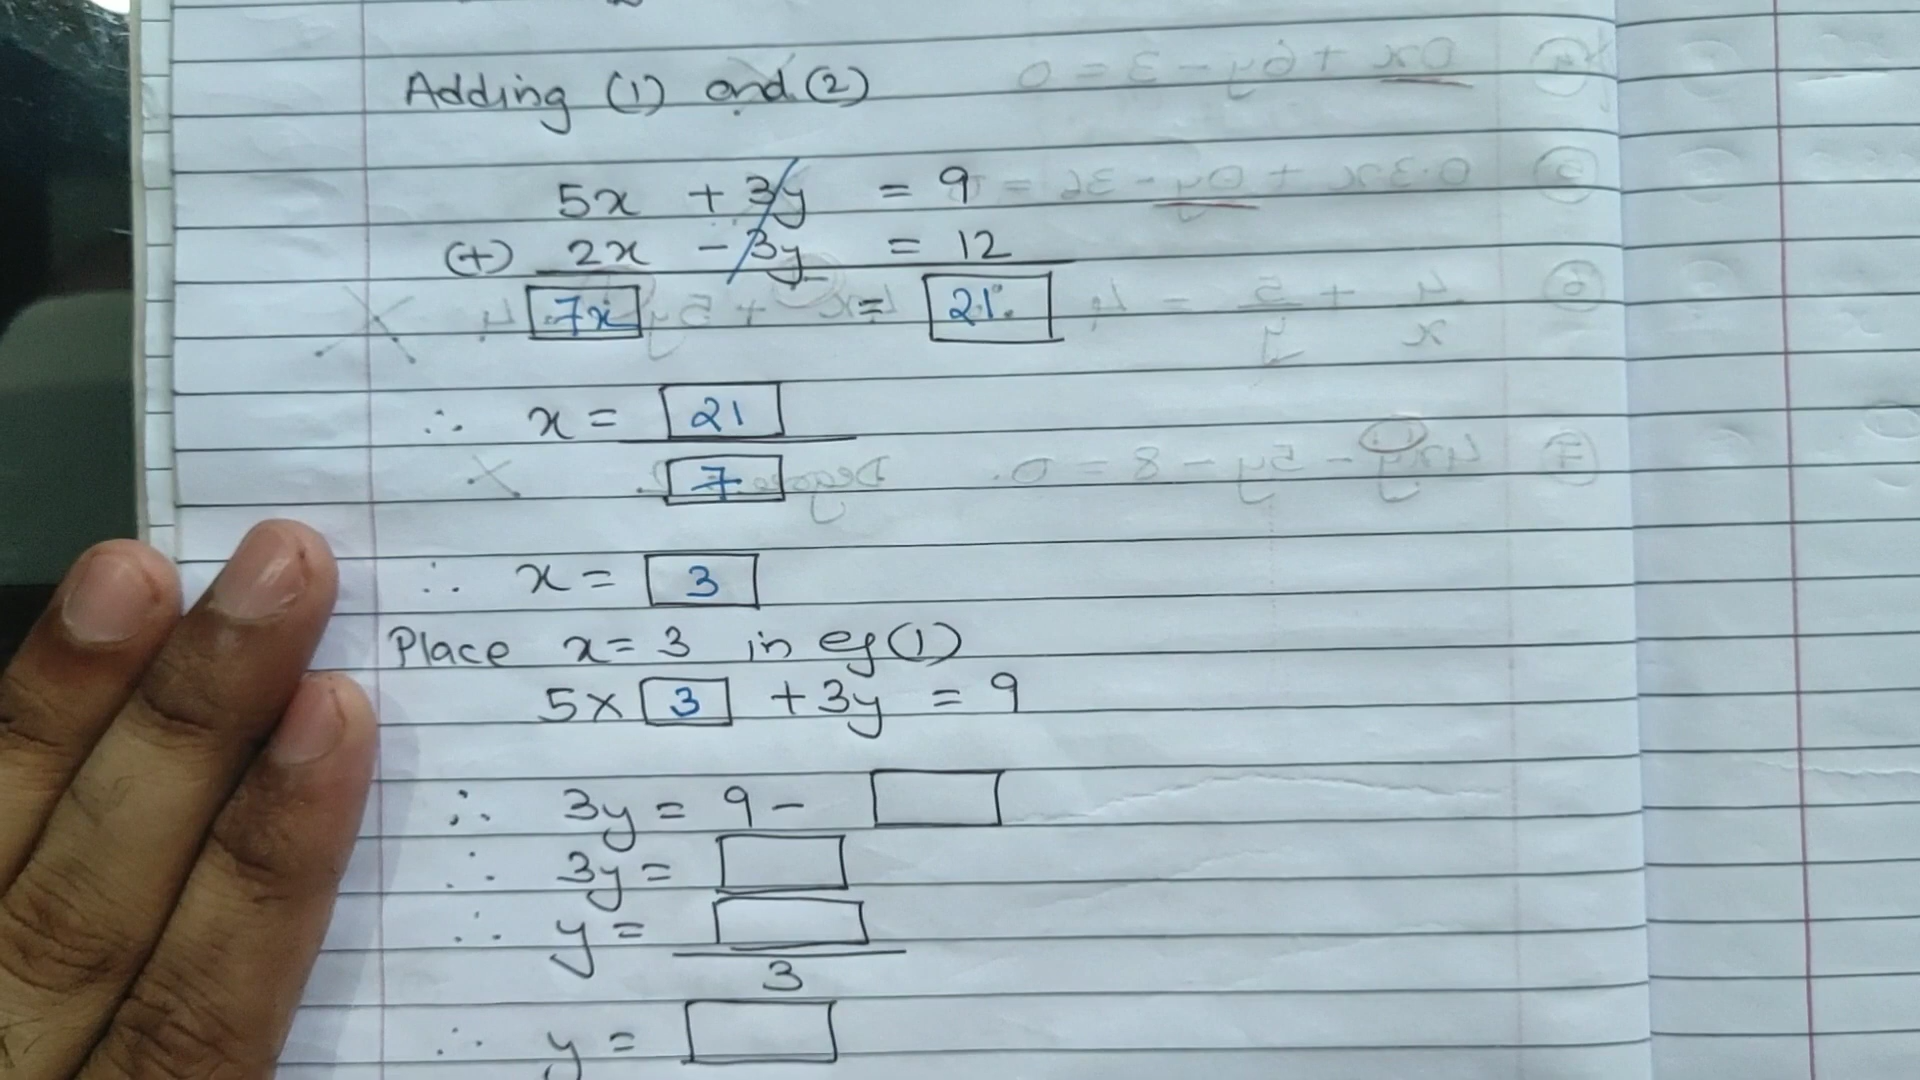 Adding (1) and (2)
5x + 3y = 9
(+) 2x - 3y = 12
7x = 21
∴ x = 21
7
∴ x = 3
Place x = 3 in eq (1)
5 × 3 + 3y = 9
∴ 3y = 9 -
∴ 3y =
∴ y =
3
∴ y =